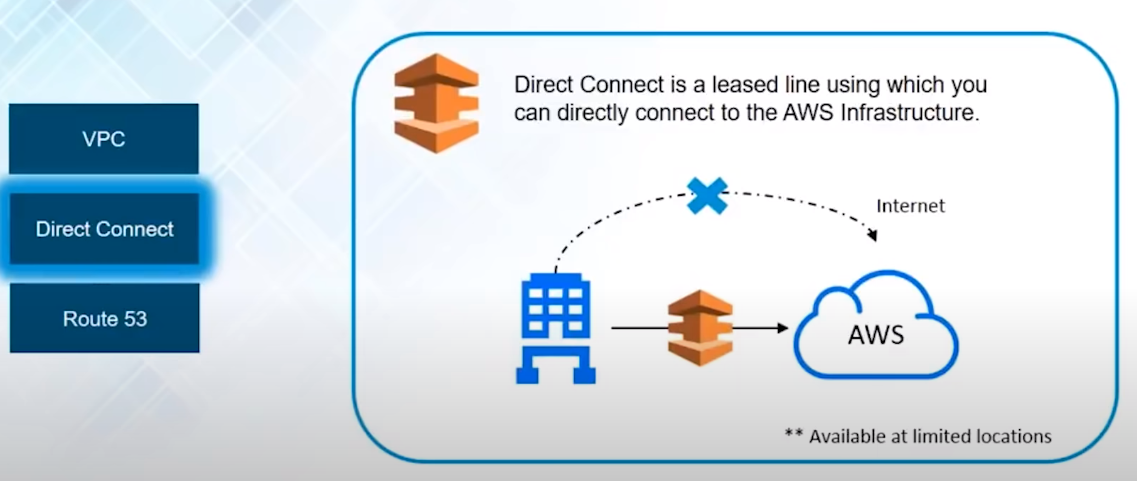 VPC
Direct Connect
Route 53
Direct Connect is a leased line using which you
can directly connect to the AWS Infrastructure.
Internet
AWS
** Available at limited locations